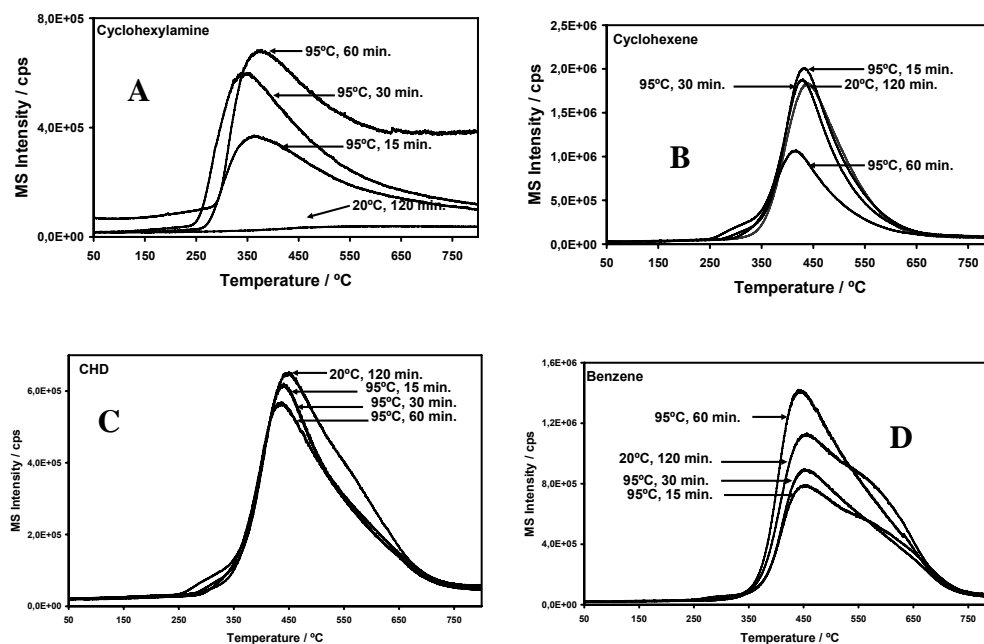 8,0E+05
Cyclohexylamine
95ºC, 60 min.
A
95ºC, 30 min.
4,0E+05
95ºC, 15 min.
20ºC, 120 min.
0,0E+00
50 150 250 350 450 550 650 750
Temperature / ºC
MS Intensity / cps
2,5E+06
Cyclohexene
2,0E+06
95ºC, 15 min.
95ºC, 30 min.
20ºC, 120 min.
1,5E+06
B
1,0E+06
95ºC, 60 min.
5,0E+05
0,0E+00
50 150 250 350 450 550 650 750
Temperature / ºC
MS Intensity / cps
CHD
6,0E+05
20ºC, 120 min.
95ºC, 15 min.
C
95ºC, 30 min.
95ºC, 60 min.
4,0E+05
2,0E+05
0,0E+00
50 150 250 350 450 550 650 750
Temperature / ºC
MS Intensity / cps
1,6E+06
Benzene
95ºC, 60 min.
D
1,2E+06
20ºC, 120 min.
95ºC, 30 min.
8,0E+05
95ºC, 15 min.
4,0E+05
0,0E+00
50 150 250 350 450 550 650 750
Temperature / ºC
MS Intensity / cps